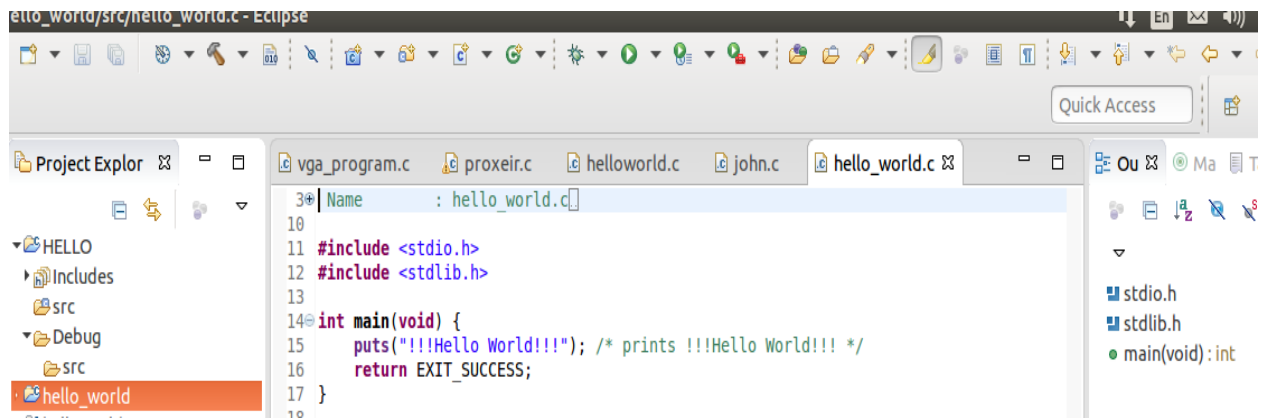 ello_world/src/hello_world.c - Eclipse
En
Quick Access
Project Explor
vga_program.c
proxeir.c
helloworld.c
john.c
hello_world.c
Ou
Ma
T
HELLO
Includes
src
Debug
src
hello_world
3 Name : hello_world.c
10
11 #include <stdio.h>
12 #include <stdlib.h>
13
14 int main(void) {
15 puts("!!!Hello World!!!"); /* prints !!!Hello World!!! */
16 return EXIT_SUCCESS;
17 }
18
stdio.h
stdlib.h
main(void) : int